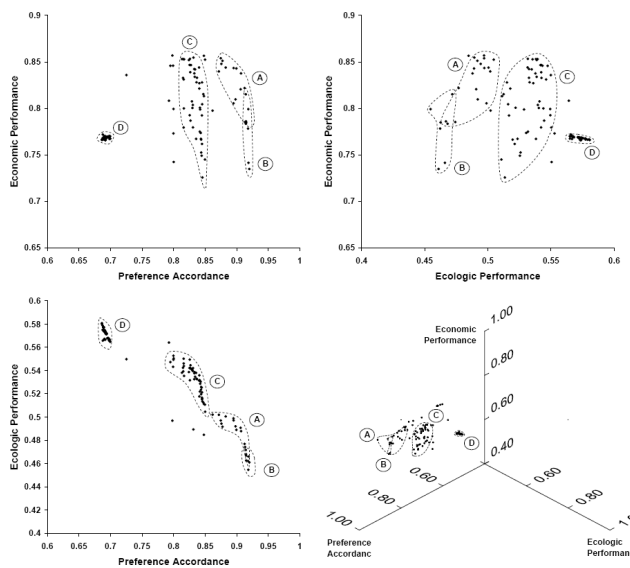 0.9
0.85
0.8
0.75
0.7
0.65
Economic Performance
C
A
D
B
0.6
0.65
0.7
0.75
0.8
0.85
0.9
0.95
1
Preference Accordance
0.9
0.85
0.8
0.75
0.7
0.65
Economic Performance
A
C
B
D
0.4
0.5
0.6
Ecologic Performance
0.6
0.58
0.56
0.54
0.52
0.5
0.48
0.46
0.44
0.42
0.4
Ecologic Performance
D
C
A
B
0.6
0.65
0.7
0.75
0.8
0.85
0.9
0.95
1
Preference Accordance
Economic
Performance
1.00
0.80
0.60
0.40
C
A
D
B
0.60
0.80
1.00
0.60
0.80
1.0
Preference
Accordanc
Ecologic
Performan